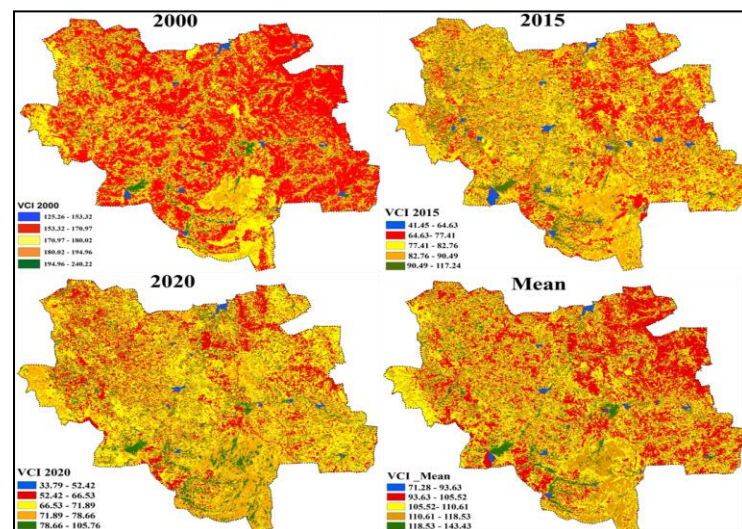 2000
VCI 2000
125.26 - 153.32
153.32 - 170.97
170.97 - 180.02
180.02 - 194.96
194.96 - 240.22
2015
VCI 2015
41.45 - 64.63
64.63- 77.41
77.41 - 82.76
82.76 - 90.49
90.49 - 117.24
2020
VCI 2020
33.79 - 52.42
52.42 - 66.53
66.53 - 71.89
71.89 - 78.66
78.66 - 105.76
Mean
VCI _Mean
71.28 - 93.63
93.63 - 105.52
105.52- 110.61
110.61 - 118.53
118.53 - 143.43